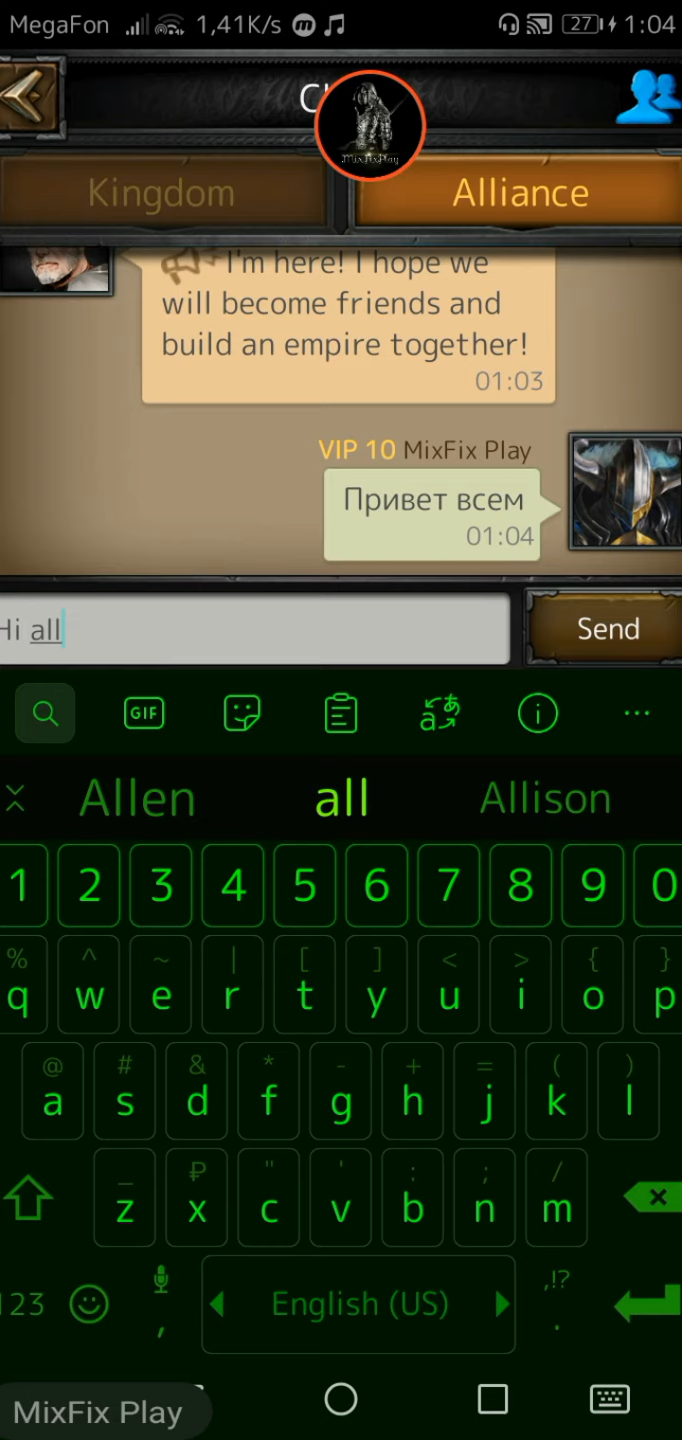 MegaFon 1,41K/s 27 1:04
MixFixPlay
Kingdom Alliance
I'm here! I hope we
will become friends and
build an empire together!
01:03
VIP 10 MixFix Play
Привет всем
01:04
Hi all Send
GIF
Allen all Allison
1 2 3 4 5 6 7 8 9 0
% ^ ~ | [ ] < > { }
q w e r t y u i o p
@ # & * - + = ( )
a s d f g h j k l
_ ₽ " ' : ; /
z x c v b n m
123 , English (US) ,!? .
MixFix Play